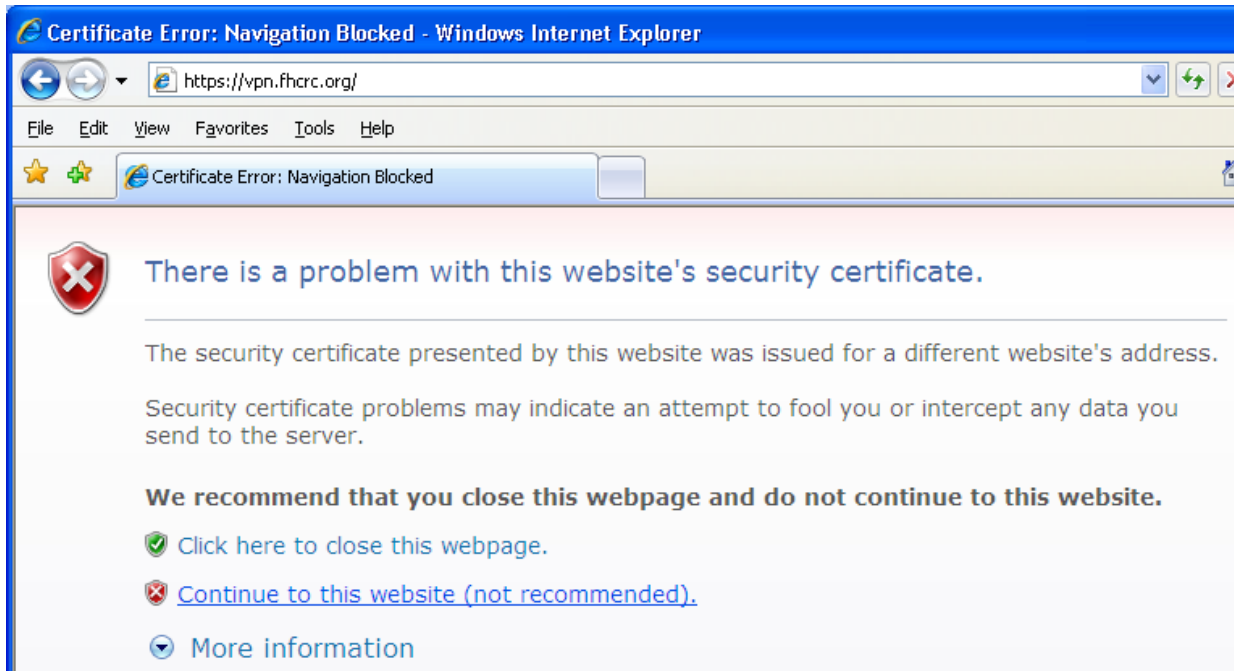 Certificate Error: Navigation Blocked - Windows Internet Explorer
https://vpn.fhcrc.org/
File Edit View Favorites Tools Help
Certificate Error: Navigation Blocked
There is a problem with this website's security certificate.
The security certificate presented by this website was issued for a different website's address.
Security certificate problems may indicate an attempt to fool you or intercept any data you
send to the server.
We recommend that you close this webpage and do not continue to this website.
Click here to close this webpage.
Continue to this website (not recommended).
More information